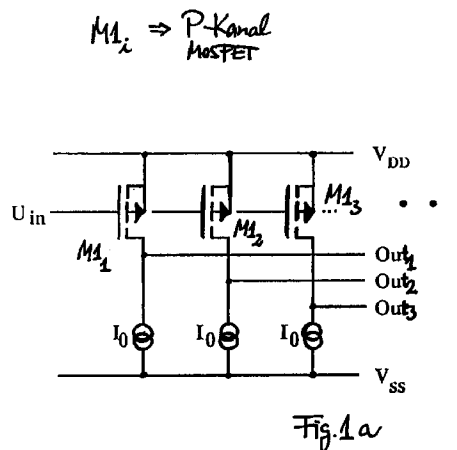 M1i ⇒ P-Kanal
MOSFET
VDD
Uin
M11
M12
M13 ...
Out1
Out2
Out3
I0 I0 I0
VSS
Fig. 1a